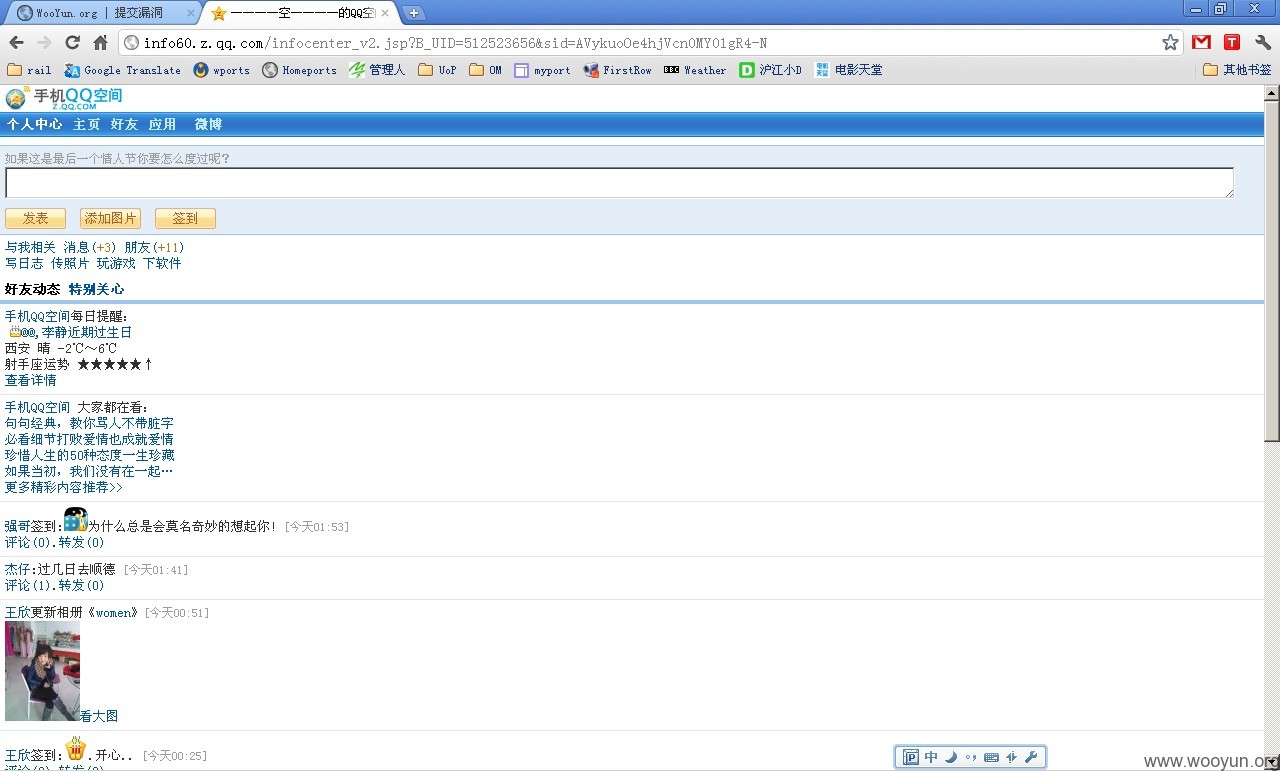 WooYun.org | 提交漏洞
一一一一空一一一一的QQ空
info60.z.qq.com/infocenter_v2.jsp?B_UID=512523656&sid=AVykuoOe4hjVcn0MY01gR4-N
rail Google Translate wports Homeports 管理人 UoP OM myport FirstRow BBC Weather 沪江小D 电影天堂 其他书签
手机QQ空间
Z.QQ.COM
个人中心 主页 好友 应用 微博
如果这是最后一个情人节你要怎么度过呢？
发表 添加图片 签到
与我相关 消息(+3) 朋友(+11)
写日志 传照片 玩游戏 下软件
好友动态 特别关心
手机QQ空间每日提醒：
@@,李静近期过生日
西安 晴 -2℃～6℃
射手座运势 ★★★★★↑
查看详情
手机QQ空间 大家都在看：
句句经典，教你骂人不带脏字
必看细节打败爱情也成就爱情
珍惜人生的50种态度一生珍藏
如果当初，我们没有在一起…
更多精彩内容推荐>>
强哥签到:为什么总是会莫名奇妙的想起你！[今天01:53]
评论(0).转发(0)
杰仔:过几日去顺德 [今天01:41]
评论(1).转发(0)
王欣更新相册《women》[今天00:51]
看大图
王欣签到:.开心.. [今天00:25]
评论(0).转发(0)
中
www.wooyun.org